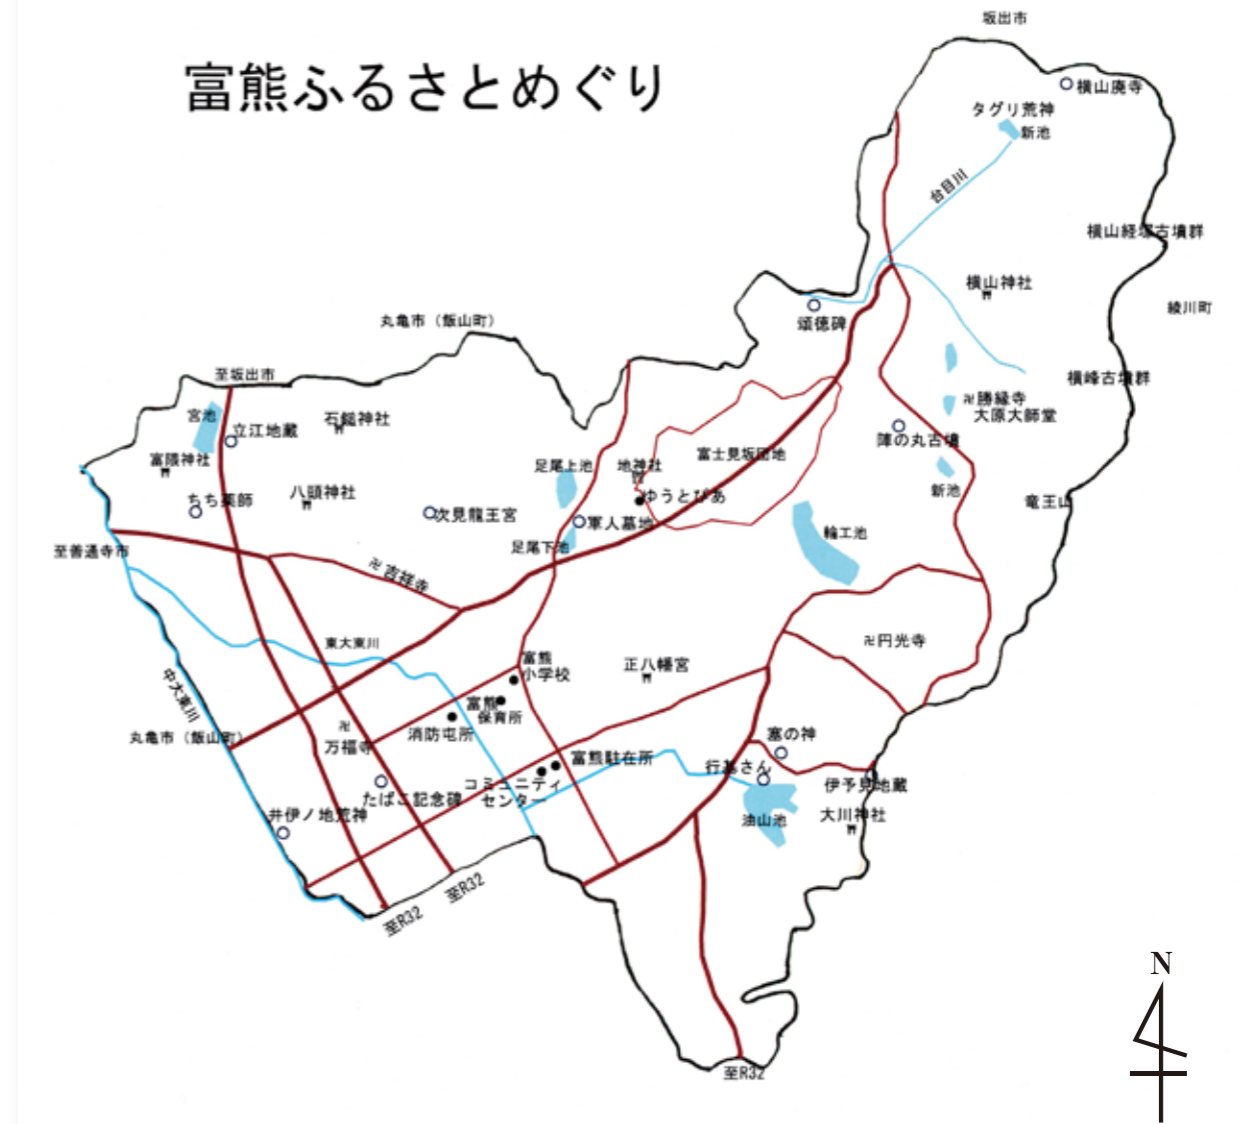 坂出市
富熊ふるさとめぐり
横山廃寺
タグリ荒神
新池
台目川
横山経塚古墳群
横山神社
綾川町
頌徳碑
丸亀市（飯山町）
至坂出市
横峰古墳群
卍勝縁寺
大原大師堂
宮池
立江地蔵
石鎚神社
陣の丸古墳
富隈神社
足尾上池
地神社
富士見坂団地
新池
ちち薬師
八頭神社
ゆうとぴあ
竜王山
次見龍王宮
軍人墓地
輪工池
至善通寺市
足尾下池
卍吉祥寺
東大東川
卍円光寺
富熊
小学校
正八幡宮
中大東川
富熊
保育所
丸亀市（飯山町）
卍
万福寺
消防屯所
塞の神
富熊駐在所
行基さん
コミュニティ
センター
伊予見地蔵
たばこ記念碑
井伊ノ地荒神
油山池
大川神社
至R32
至R32
N
至R32